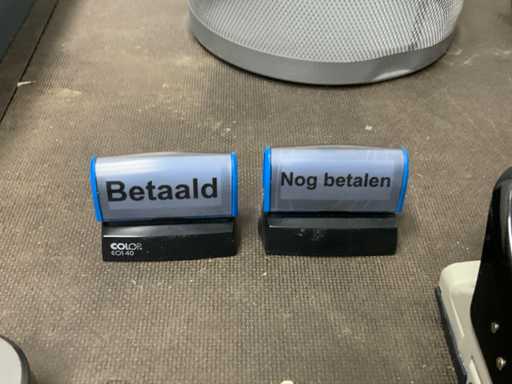 Betaald
Nog betalen
COLOP
EOS 40